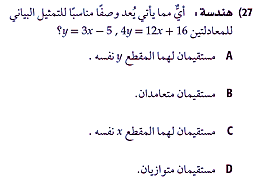 27) هندسة: أيٌّ مما يأتي يُعد وصفًا مناسبًا للتمثيل البياني
للمعادلتين y = 3x − 5 , 4y = 12x + 16؟
A مستقيمان لهما المقطع y نفسه .
B مستقيمان متعامدان.
C مستقيمان لهما المقطع x نفسه .
D مستقيمان متوازيان.